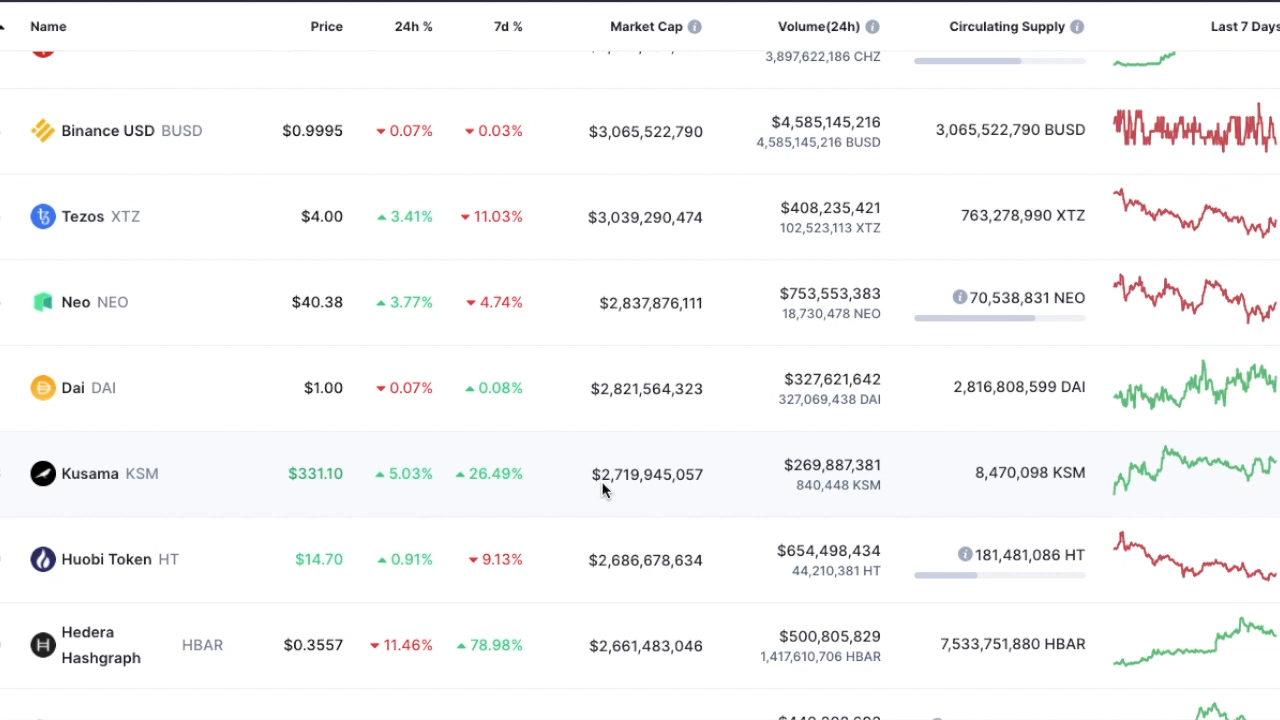 Name Price 24h % 7d % Market Cap Volume(24h) Circulating Supply Last 7 Days
3,897,622,186 CHZ
Binance USD BUSD $0.9995 0.07% 0.03% $3,065,522,790 $4,585,145,216 3,065,522,790 BUSD
4,585,145,216 BUSD
Tezos XTZ $4.00 3.41% 11.03% $3,039,290,474 $408,235,421 763,278,990 XTZ
102,523,113 XTZ
Neo NEO $40.38 3.77% 4.74% $2,837,876,111 $753,553,383 70,538,831 NEO
18,730,478 NEO
Dai DAI $1.00 0.07% 0.08% $2,821,564,323 $327,621,642 2,816,808,599 DAI
327,069,438 DAI
Kusama KSM $331.10 5.03% 26.49% $2,719,945,057 $269,887,381 8,470,098 KSM
840,448 KSM
Huobi Token HT $14.70 0.91% 9.13% $2,686,678,634 $654,498,434 181,481,086 HT
44,210,381 HT
Hedera Hashgraph HBAR $0.3557 11.46% 78.98% $2,661,483,046 $500,805,829 7,533,751,880 HBAR
1,417,610,706 HBAR